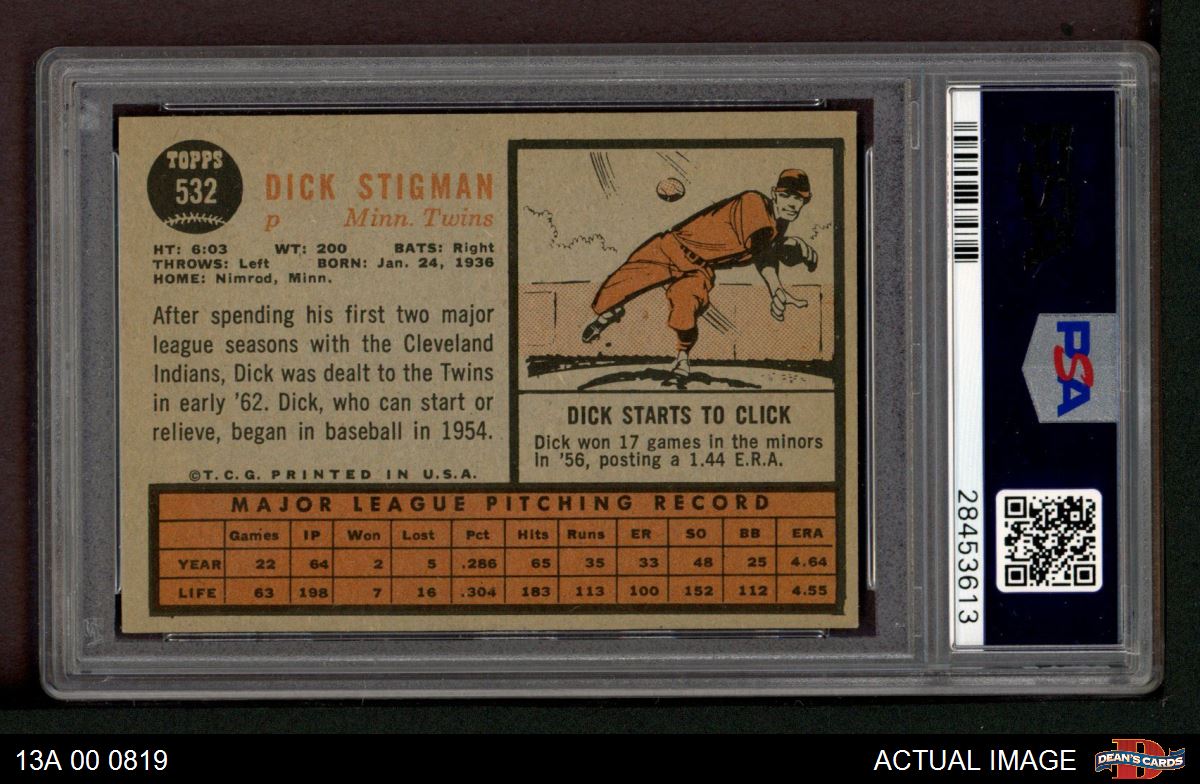 TOPPS
532
DICK STIGMAN
p Minn. Twins
HT: 6:03 WT: 200 BATS: Right
THROWS: Left BORN: Jan. 24, 1936
HOME: Nimrod, Minn.
After spending his first two major
league seasons with the Cleveland
Indians, Dick was dealt to the Twins
in early '62. Dick, who can start or
relieve, began in baseball in 1954.
©T.C.G. PRINTED IN U.S.A.
DICK STARTS TO CLICK
Dick won 17 games in the minors
in '56, posting a 1.44 E.R.A.
MAJOR LEAGUE PITCHING RECORD
Games IP Won Lost Pct Hits Runs ER SO BB ERA
YEAR 22 64 2 5 .286 65 35 33 48 25 4.64
LIFE 63 198 7 16 .304 183 113 100 152 112 4.55
PSA
PSA
28453613
13A 00 0819
ACTUAL IMAGE
D
DEAN'S CARDS